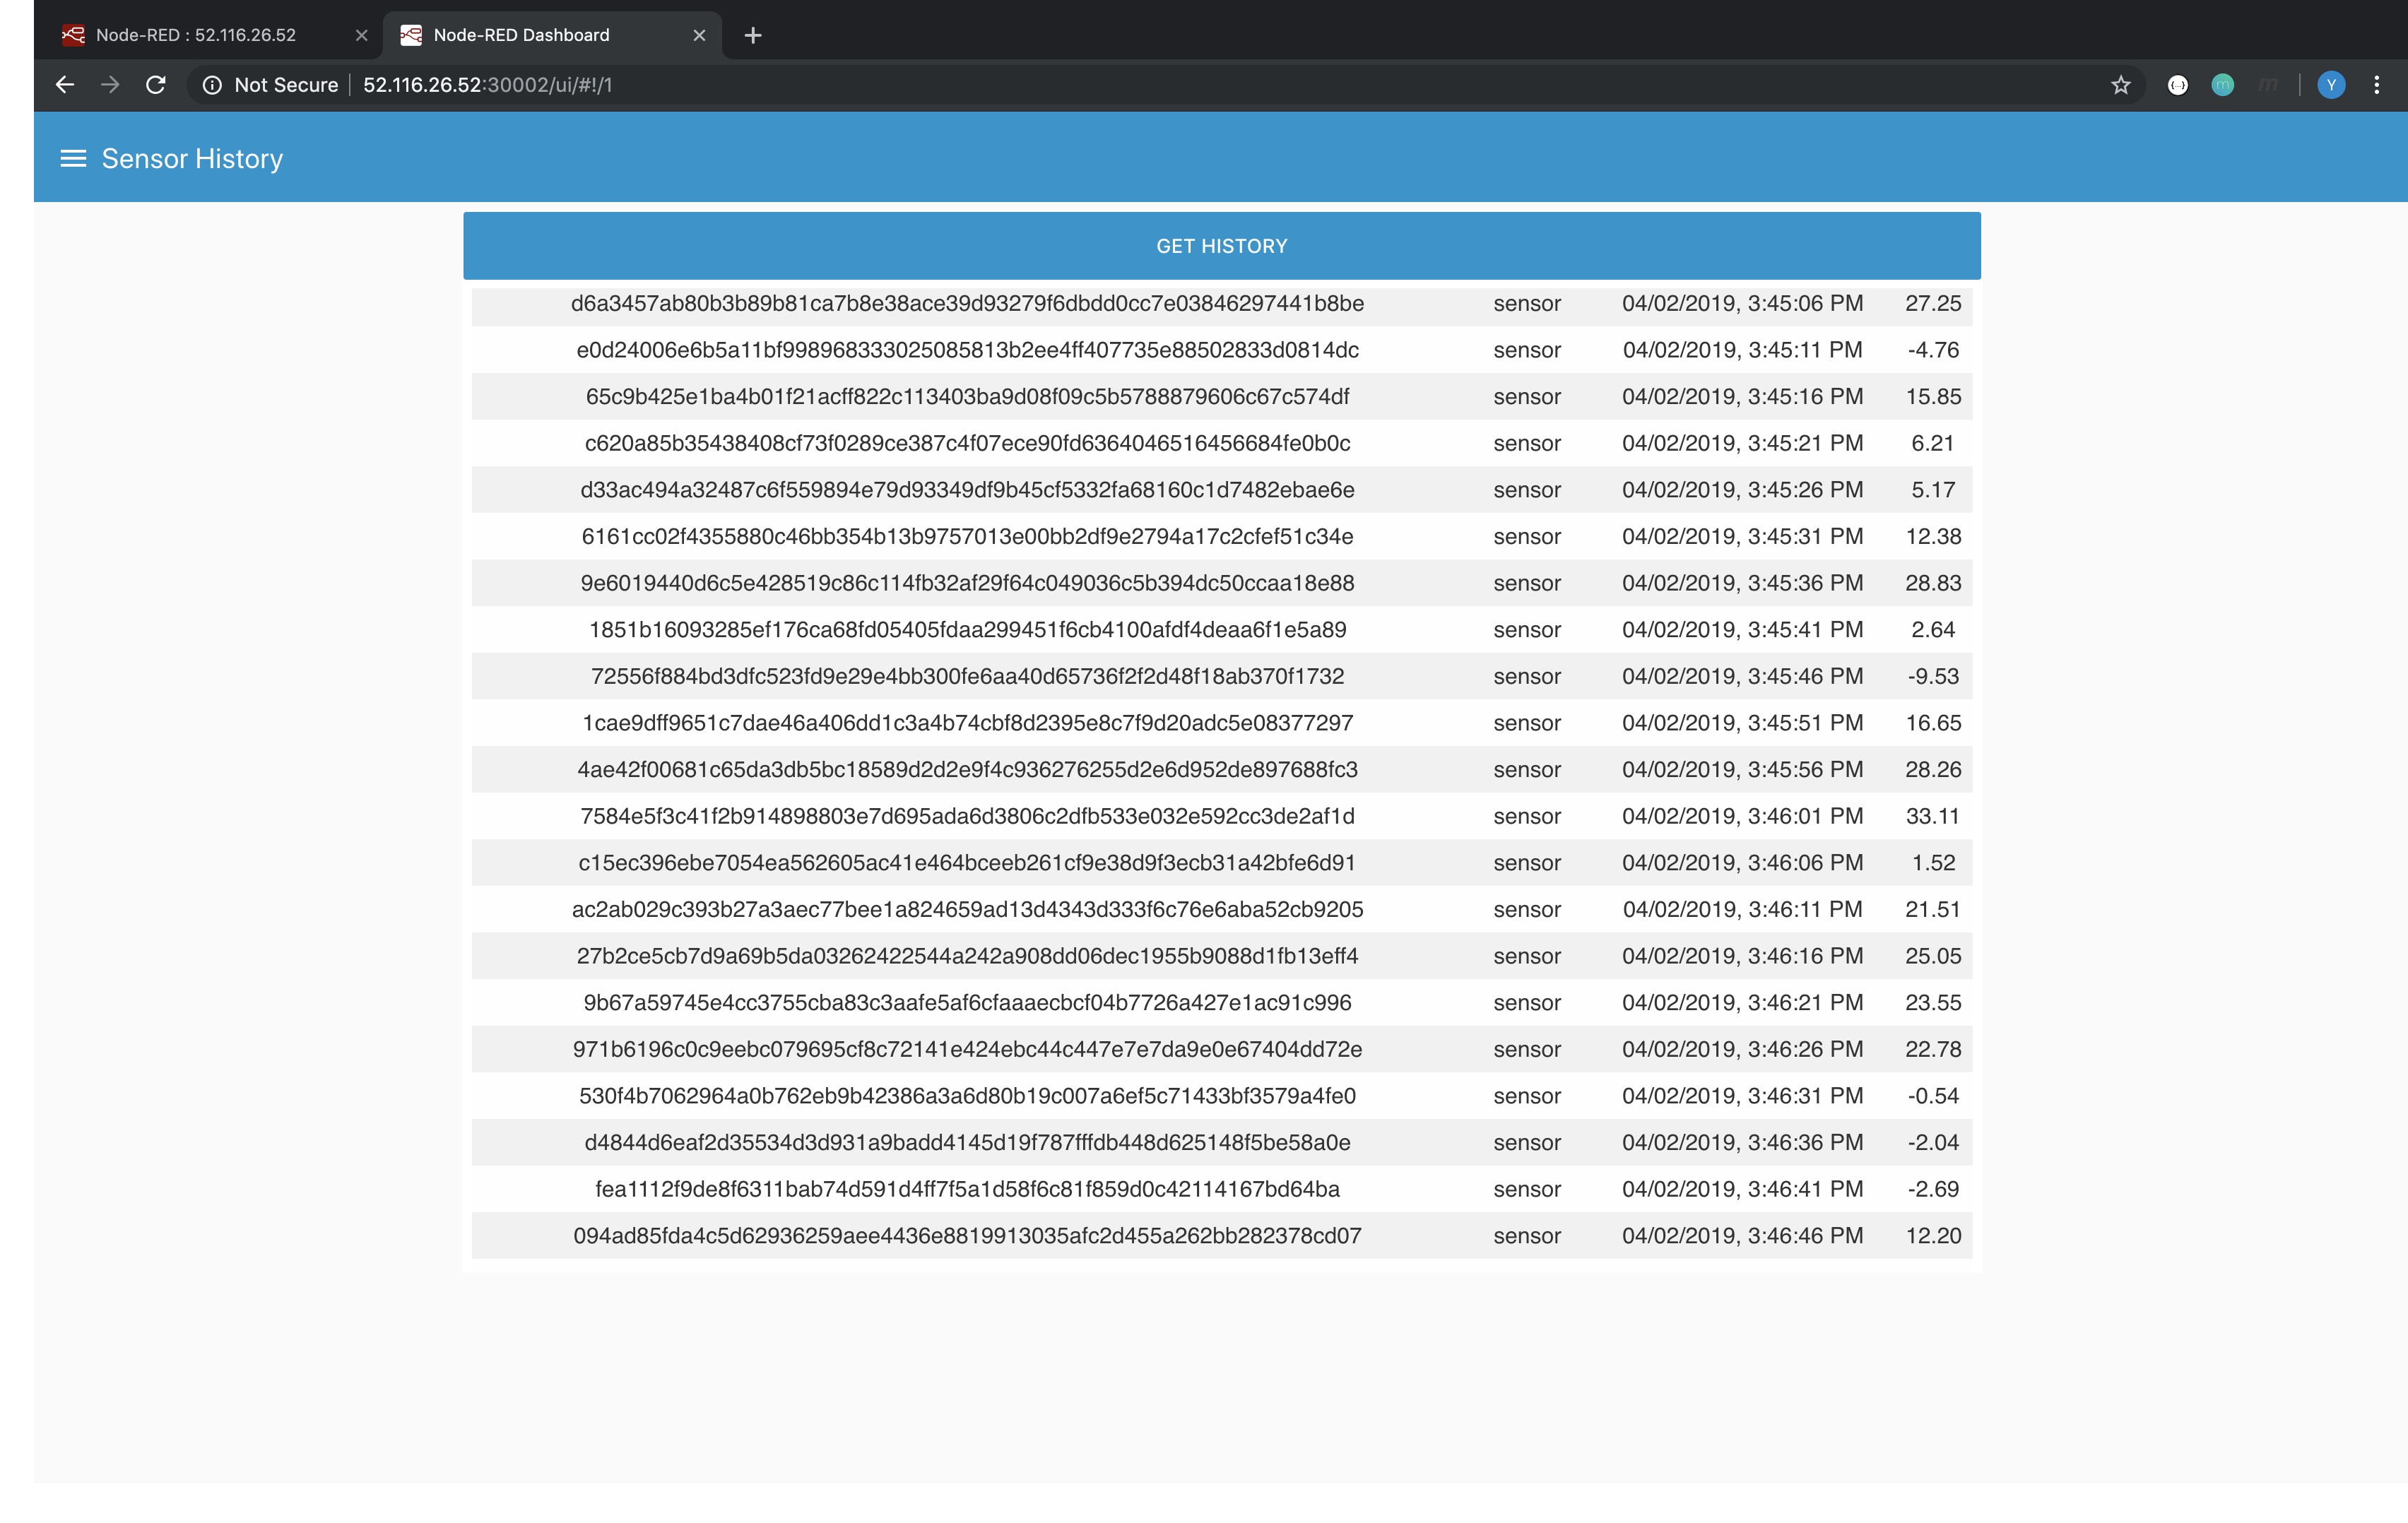 Node-RED : 52.116.26.52
Node-RED Dashboard
Not Secure | 52.116.26.52:30002/ui/#!/1
Y
Sensor History
GET HISTORY
d6a3457ab80b3b89b81ca7b8e38ace39d93279f6dbdd0cc7e03846297441b8be sensor 04/02/2019, 3:45:06 PM 27.25
e0d24006e6b5a11bf998968333025085813b2ee4ff407735e88502833d0814dc sensor 04/02/2019, 3:45:11 PM -4.76
65c9b425e1ba4b01f21acff822c113403ba9d08f09c5b5788879606c67c574df sensor 04/02/2019, 3:45:16 PM 15.85
c620a85b35438408cf73f0289ce387c4f07ece90fd6364046516456684fe0b0c sensor 04/02/2019, 3:45:21 PM 6.21
d33ac494a32487c6f559894e79d93349df9b45cf5332fa68160c1d7482ebae6e sensor 04/02/2019, 3:45:26 PM 5.17
6161cc02f4355880c46bb354b13b9757013e00bb2df9e2794a17c2cfef51c34e sensor 04/02/2019, 3:45:31 PM 12.38
9e6019440d6c5e428519c86c114fb32af29f64c049036c5b394dc50ccaa18e88 sensor 04/02/2019, 3:45:36 PM 28.83
1851b16093285ef176ca68fd05405fdaa299451f6cb4100afdf4deaa6f1e5a89 sensor 04/02/2019, 3:45:41 PM 2.64
72556f884bd3dfc523fd9e29e4bb300fe6aa40d65736f2f2d48f18ab370f1732 sensor 04/02/2019, 3:45:46 PM -9.53
1cae9dff9651c7dae46a406dd1c3a4b74cbf8d2395e8c7f9d20adc5e08377297 sensor 04/02/2019, 3:45:51 PM 16.65
4ae42f00681c65da3db5bc18589d2d2e9f4c936276255d2e6d952de897688fc3 sensor 04/02/2019, 3:45:56 PM 28.26
7584e5f3c41f2b914898803e7d695ada6d3806c2dfb533e032e592cc3de2af1d sensor 04/02/2019, 3:46:01 PM 33.11
c15ec396ebe7054ea562605ac41e464bceeb261cf9e38d9f3ecb31a42bfe6d91 sensor 04/02/2019, 3:46:06 PM 1.52
ac2ab029c393b27a3aec77bee1a824659ad13d4343d333f6c76e6aba52cb9205 sensor 04/02/2019, 3:46:11 PM 21.51
27b2ce5cb7d9a69b5da03262422544a242a908dd06dec1955b9088d1fb13eff4 sensor 04/02/2019, 3:46:16 PM 25.05
9b67a59745e4cc3755cba83c3aafe5af6cfaaaecbcf04b7726a427e1ac91c996 sensor 04/02/2019, 3:46:21 PM 23.55
971b6196c0c9eebc079695cf8c72141e424ebc44c447e7e7da9e0e67404dd72e sensor 04/02/2019, 3:46:26 PM 22.78
530f4b7062964a0b762eb9b42386a3a6d80b19c007a6ef5c71433bf3579a4fe0 sensor 04/02/2019, 3:46:31 PM -0.54
d4844d6eaf2d35534d3d931a9badd4145d19f787fffdb448d625148f5be58a0e sensor 04/02/2019, 3:46:36 PM -2.04
fea1112f9de8f6311bab74d591d4ff7f5a1d58f6c81f859d0c42114167bd64ba sensor 04/02/2019, 3:46:41 PM -2.69
094ad85fda4c5d62936259aee4436e8819913035afc2d455a262bb282378cd07 sensor 04/02/2019, 3:46:46 PM 12.20